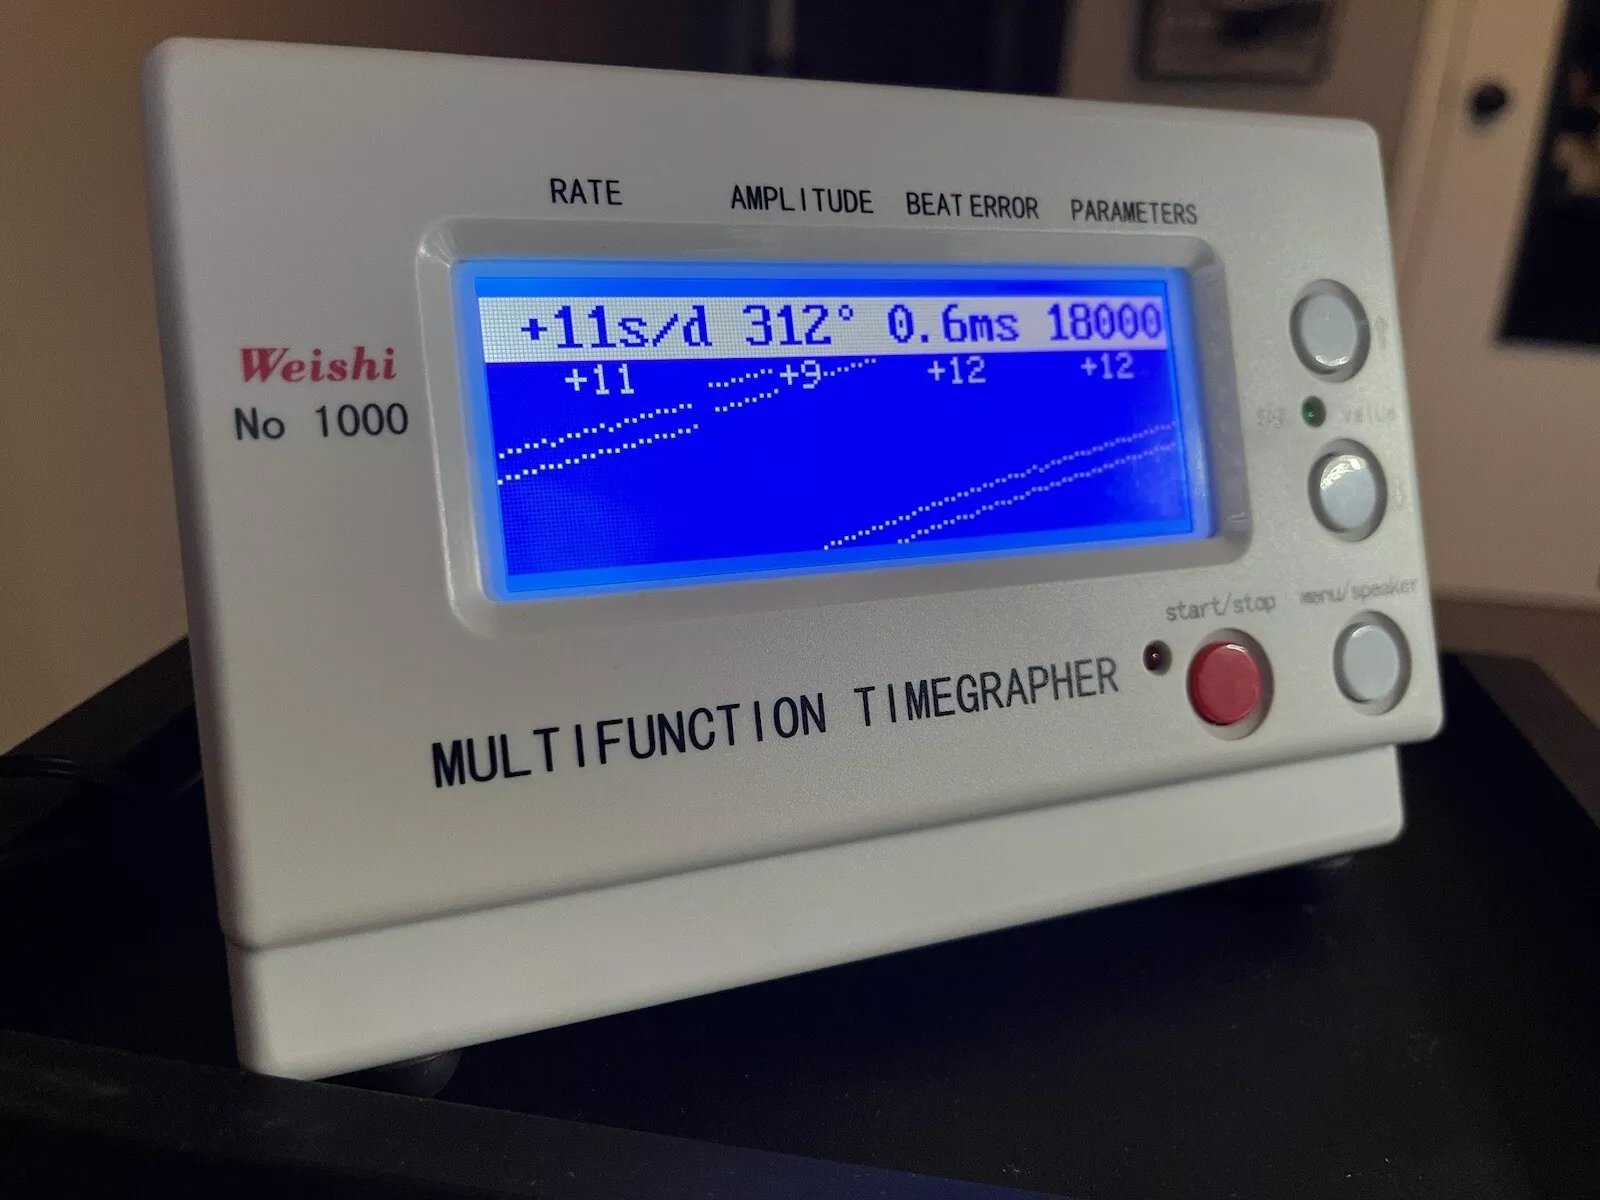 RATE AMPLITUDE BEAT ERROR PARAMETERS
+11s/d 312° 0.6ms 18000
+11 +9 +12 +12
Weishi
No 1000
value
start/stop menu/speaker
MULTIFUNCTION TIMEGRAPHER